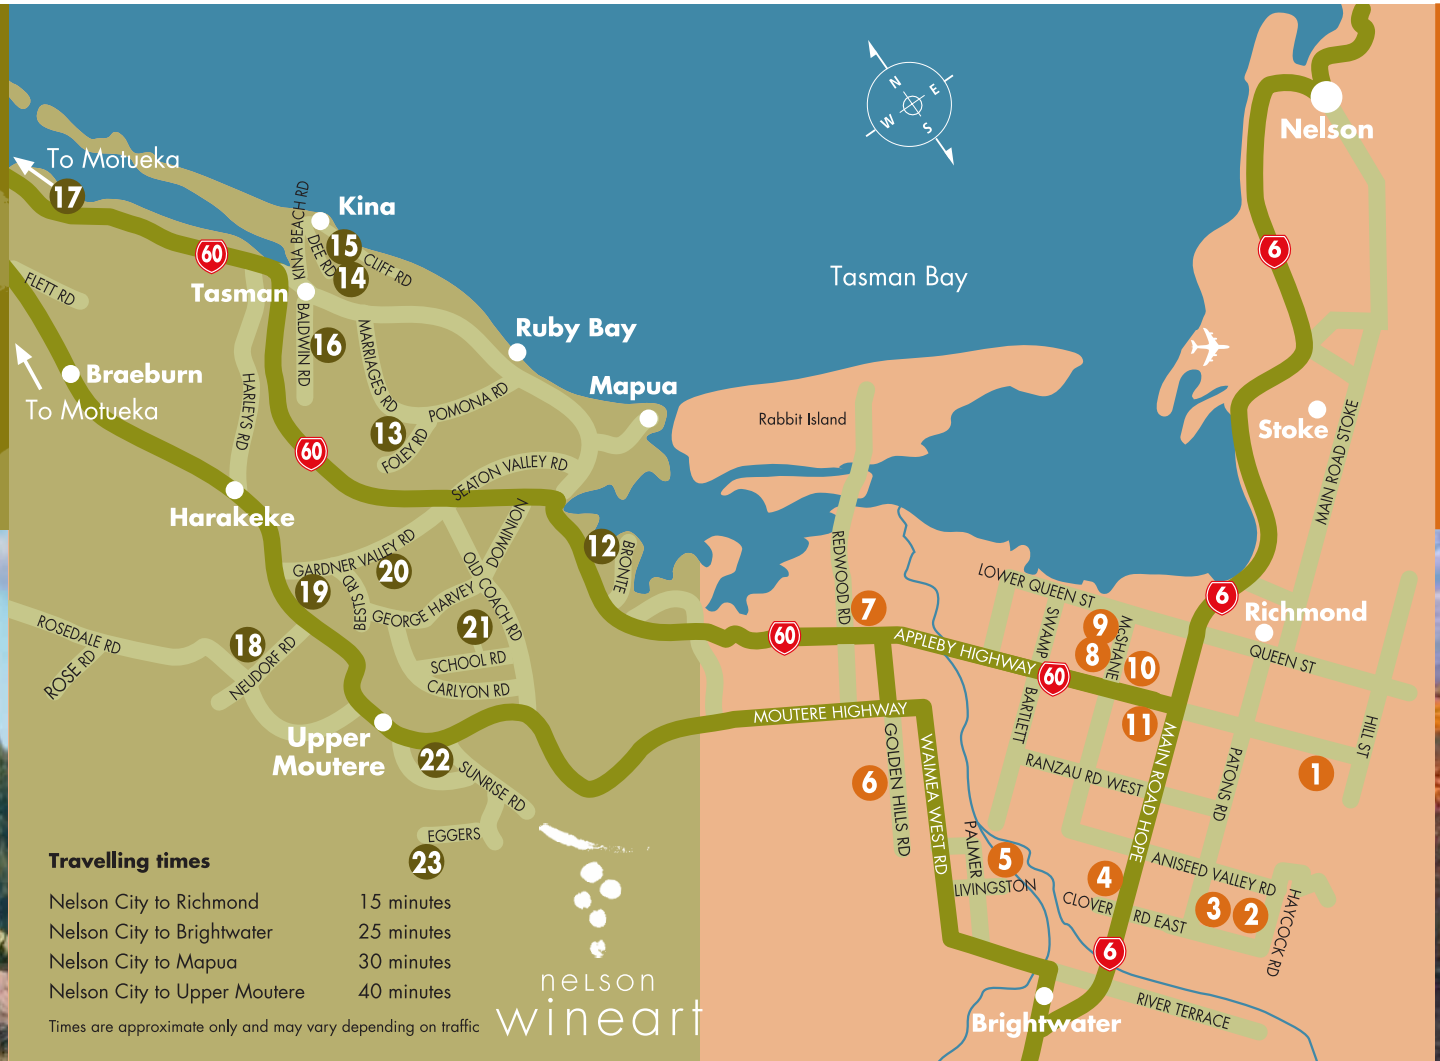 Nelson
N
E
W
S
To Motueka
17
Kina
KINA BEACH RD
DEE RD
15
CLIFF RD
14
60
6
Tasman Bay
FLETT RD
Tasman
BALDWIN RD
16
MARRIAGES RD
Ruby Bay
Braeburn
To Motueka
HARLEYS RD
Mapua
POMONA RD
13
FOLEY RD
Rabbit Island
Stoke
MAIN ROAD STOKE
60
SEATON VALLEY RD
Harakeke
DOMINION
12
BRONTE
REDWOOD RD
GARDNER VALLEY RD
20
19
BESTS RD
OLD COACH RD
GEORGE HARVEY
21
LOWER QUEEN ST
6
Richmond
7
SWAMP
9
McSHANE
8
10
QUEEN ST
ROSEDALE RD
ROSE RD
18
NEUDORF RD
SCHOOL RD
CARLYON RD
60
APPLEBY HIGHWAY
60
BARTLETT
MOUTERE HIGHWAY
11
HILL ST
Upper
Moutere
22
SUNRISE RD
GOLDEN HILLS RD
WAIMEA WEST RD
6
RANZAU RD WEST
MAIN ROAD HOPE
PATONS RD
1
EGGERS
23
PALMER
5
LIVINGSTON
4
ANISEED VALLEY RD
CLOVER RD EAST
3
2
HAYCOCK RD
6
RIVER TERRACE
Brightwater
Travelling times
Nelson City to Richmond 15 minutes
Nelson City to Brightwater 25 minutes
Nelson City to Mapua 30 minutes
Nelson City to Upper Moutere 40 minutes
Times are approximate only and may vary depending on traffic
neLson
wineart